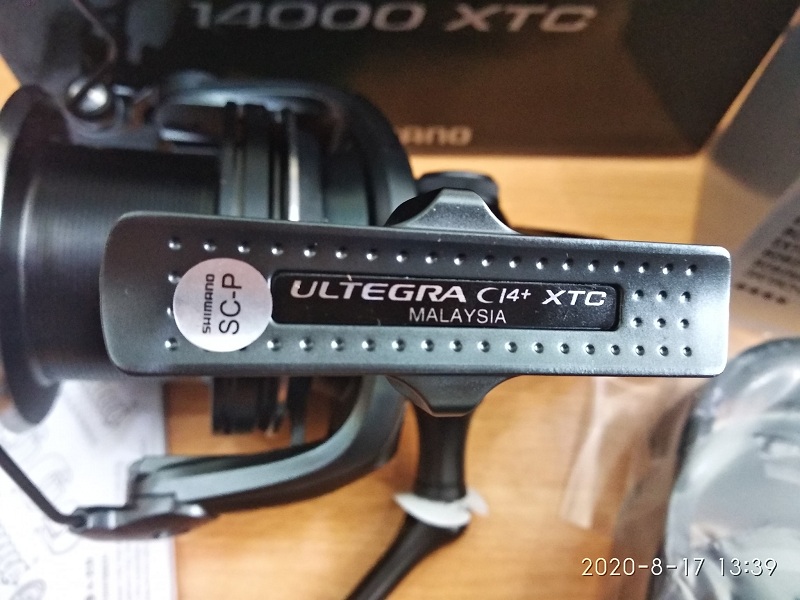 14000 XTC
SHIMANO
SC-P
ULTEGRA CI4+ XTC
MALAYSIA
2020-8-17 13:39